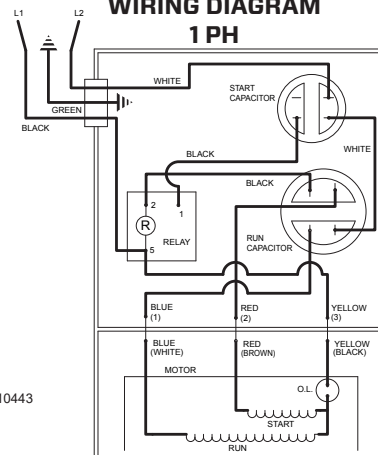 WIRING DIAGRAM
1 PH
L1
L2
WHITE
START
CAPACITOR
GREEN
BLACK
WHITE
BLACK
BLACK
2
1
R
RELAY
5
RUN
CAPACITOR
BLUE
(1)
RED
(2)
YELLOW
(3)
BLUE
(WHITE)
RED
(BROWN)
YELLOW
(BLACK)
MOTOR
O.L.
10443
START
RUN